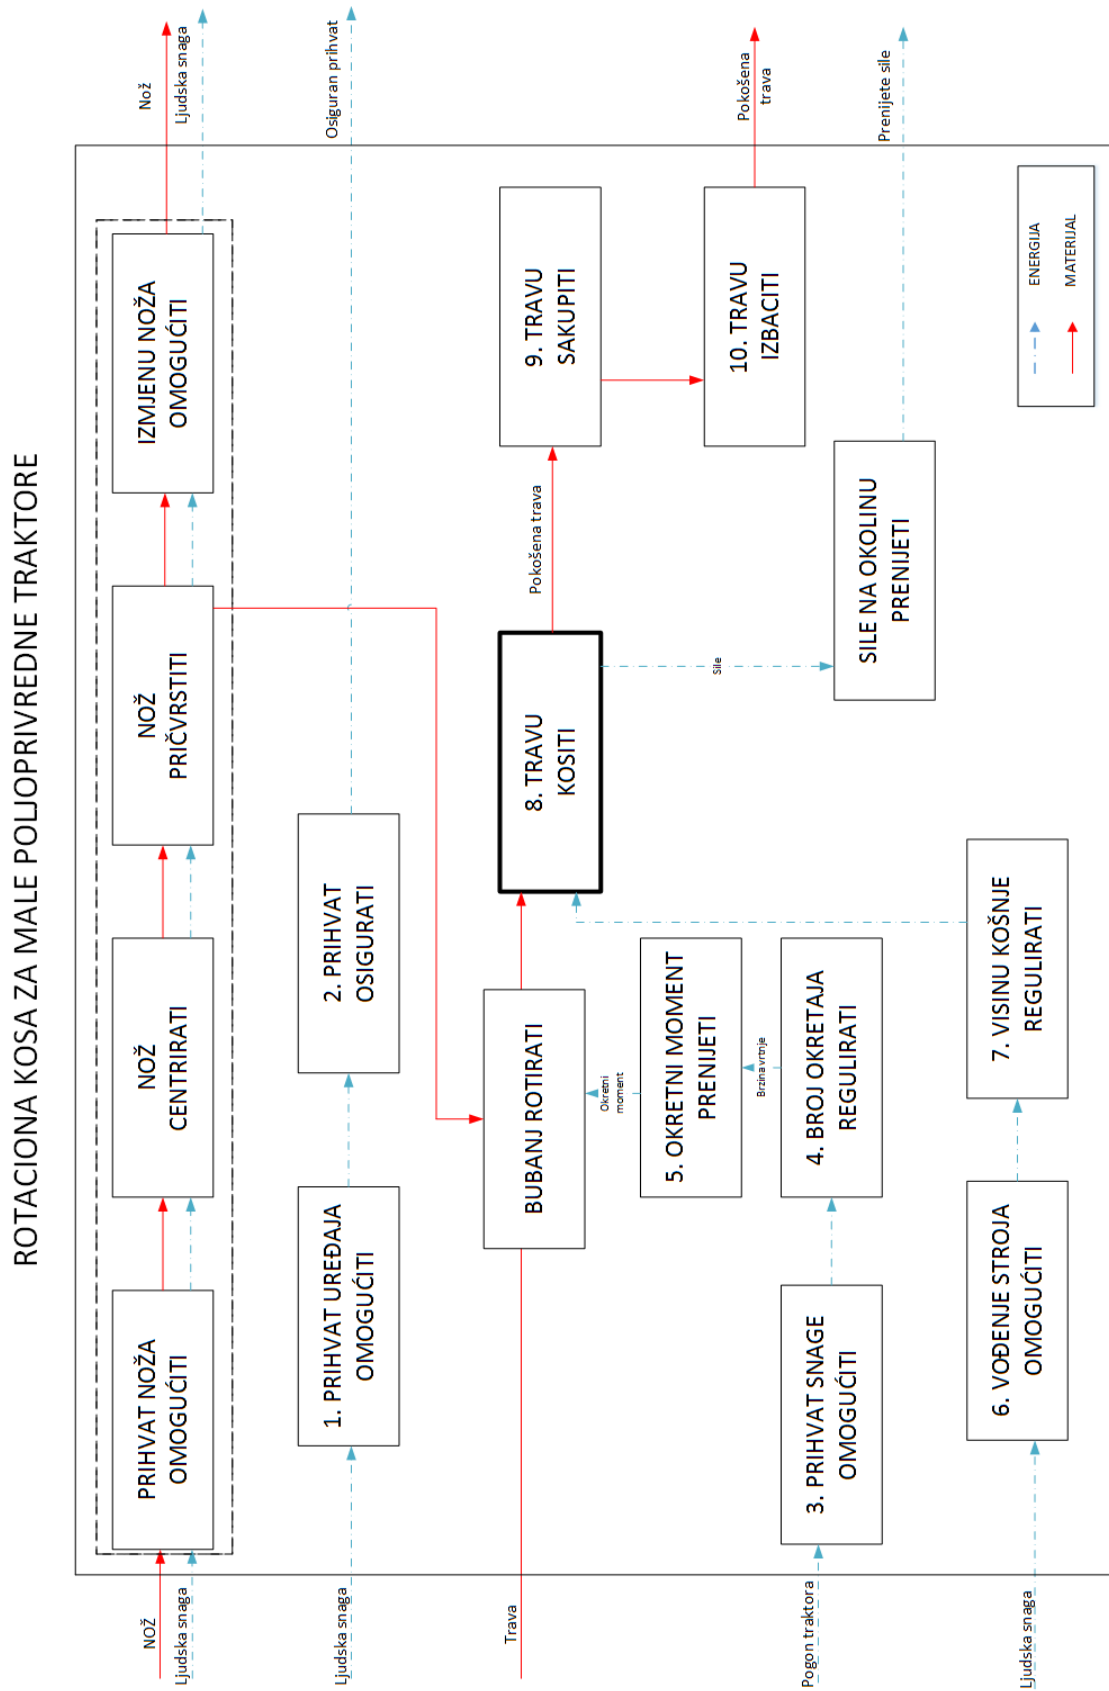 ROTACIONA KOSA ZA MALE POLJOPRIVREDNE TRAKTORE
NOŽ
Ljudska snaga
PRIHVAT NOŽA
OMOGUĆITI
NOŽ
CENTRIRATI
NOŽ
PRIČVRSTITI
IZMJENU NOŽA
OMOGUĆITI
Nož
Ljudska snaga
Ljudska snaga
1. PRIHVAT UREĐAJA
OMOGUĆITI
2. PRIHVAT
OSIGURATI
Osiguran prihvat
Trava
BUBANJ ROTIRATI
8. TRAVU
KOSITI
Pokošena trava
9. TRAVU
SAKUPITI
10. TRAVU
IZBACITI
Pokošena
trava
Okretni
moment
5. OKRETNI MOMENT
PRENIJETI
Brzina vrtnje
Sile
Pogon traktora
3. PRIHVAT SNAGE
OMOGUĆITI
4. BROJ OKRETAJA
REGULIRATI
SILE NA OKOLINU
PRENIJETI
Prenijete sile
Ljudska snaga
6. VOĐENJE STROJA
OMOGUĆITI
7. VISINU KOŠNJE
REGULIRATI
ENERGIJA
MATERIJAL